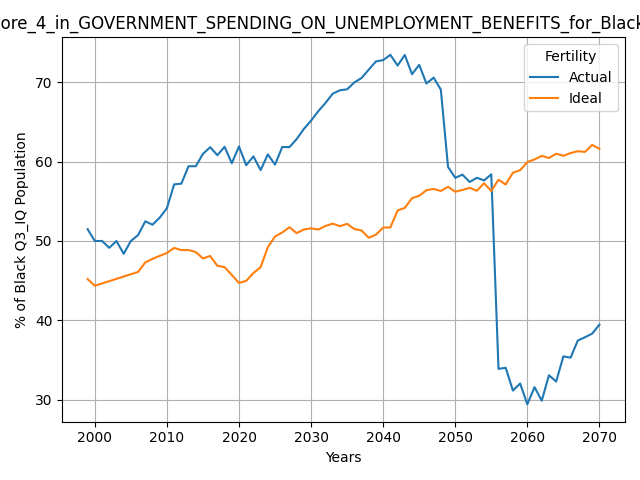 ore_4_in_GOVERNMENT_SPENDING_ON_UNEMPLOYMENT_BENEFITS_for_Black
Fertility
Actual
Ideal
% of Black Q3_IQ Population
70
60
50
40
30
2000 2010 2020 2030 2040 2050 2060 2070
Years